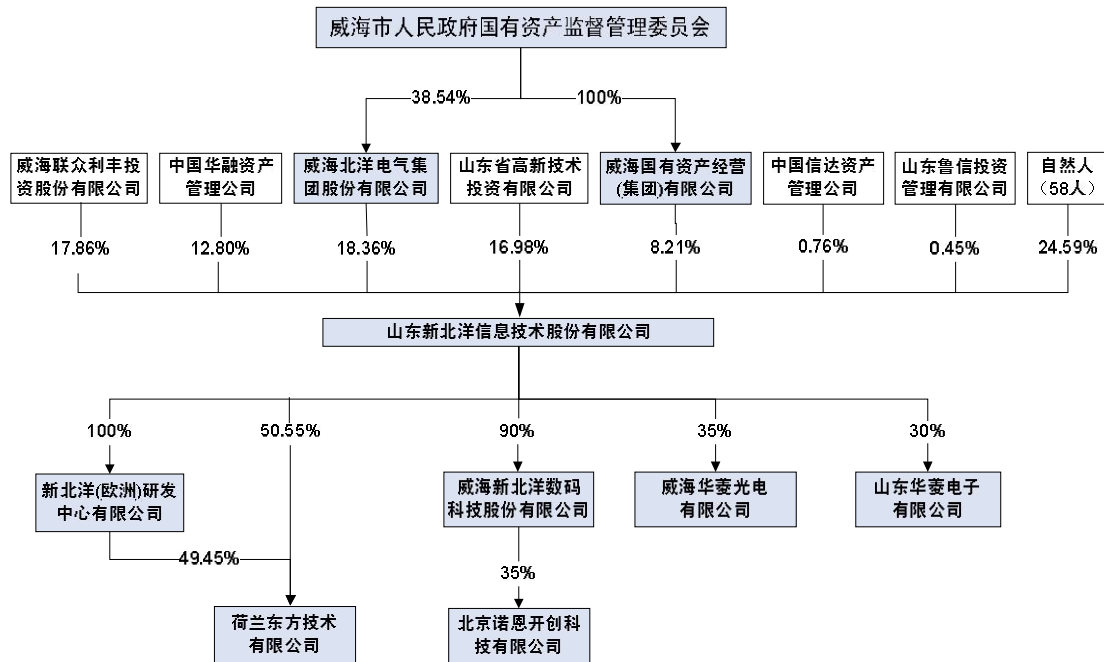 威海市人民政府国有资产监督管理委员会
38.54%
100%
威海联众利丰投
资股份有限公司
中国华融资产
管理公司
威海北洋电气集
团股份有限公司
山东省高新技术
投资有限公司
威海国有资产经营
(集团)有限公司
中国信达资产
管理公司
山东鲁信投资
管理有限公司
自然人
（58人）
17.86%
12.80%
18.36%
16.98%
8.21%
0.76%
0.45%
24.59%
山东新北洋信息技术股份有限公司
100%
50.55%
90%
35%
30%
新北洋(欧洲)研发
中心有限公司
威海新北洋数码
科技股份有限公司
威海华菱光电
有限公司
山东华菱电子
有限公司
49.45%
35%
荷兰东方技术
有限公司
北京诺恩开创科
技有限公司